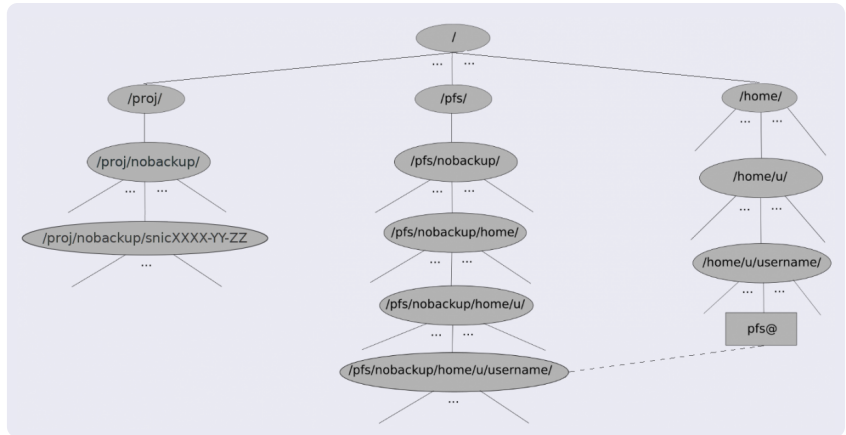 /
... ...
/proj/ /pfs/ /home/
... ...
/proj/nobackup/ /pfs/nobackup/ /home/u/
... ... ... ... ... ...
/proj/nobackup/snicXXXX-YY-ZZ /pfs/nobackup/home/ /home/u/username/
... ... ... ... ...
/pfs/nobackup/home/u/ pfs@
... ...
/pfs/nobackup/home/u/username/
...